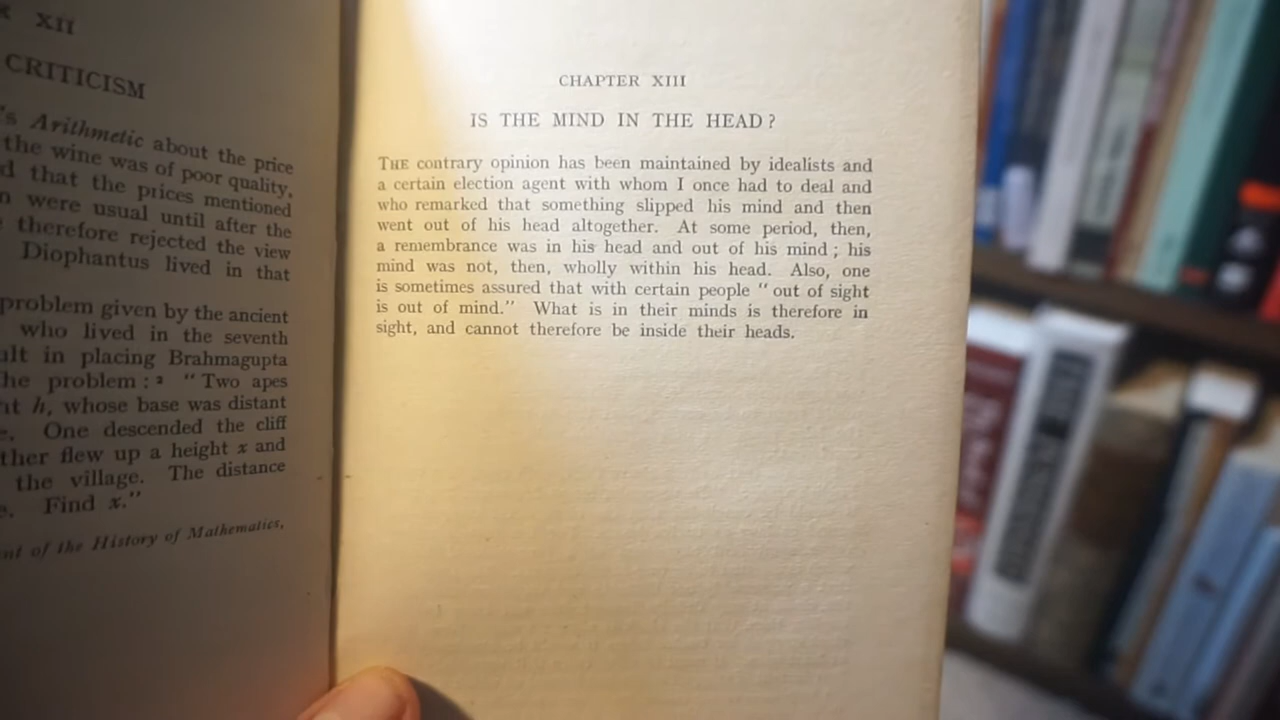 XII
CRITICISM
's Arithmetic about the price
the wine was of poor quality,
d that the prices mentioned
n were usual until after the
therefore rejected the view
Diophantus lived in that
problem given by the ancient
who lived in the seventh
ult in placing Brahmagupta
he problem :² “Two apes
ht h, whose base was distant
e. One descended the cliff
ther flew up a height x and
the village. The distance
e. Find x.”
nt of the History of Mathematics,
CHAPTER XIII
IS THE MIND IN THE HEAD?
THE contrary opinion has been maintained by idealists and
a certain election agent with whom I once had to deal and
who remarked that something slipped his mind and then
went out of his head altogether. At some period, then,
a remembrance was in his head and out of his mind ; his
mind was not, then, wholly within his head. Also, one
is sometimes assured that with certain people “ out of sight
is out of mind.” What is in their minds is therefore in
sight, and cannot therefore be inside their heads.